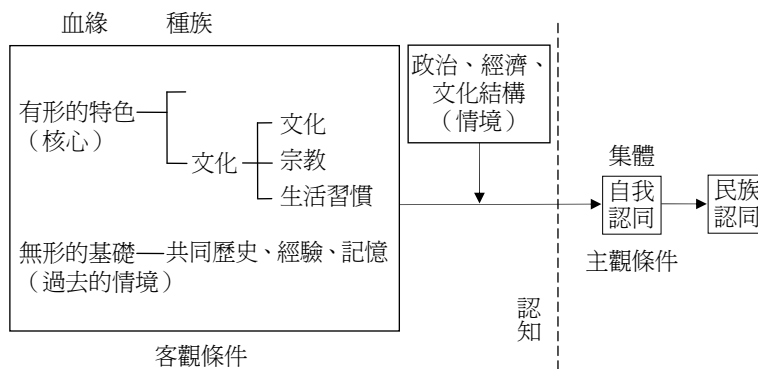 血緣 種族
有形的特色
（核心）
文化
文化
宗教
生活習慣
無形的基礎
（過去的情境）
共同歷史、經驗、記憶
客觀條件
政治、經濟、
文化結構
（情境）
認知
集體
自我
認同
主觀條件
民族
認同